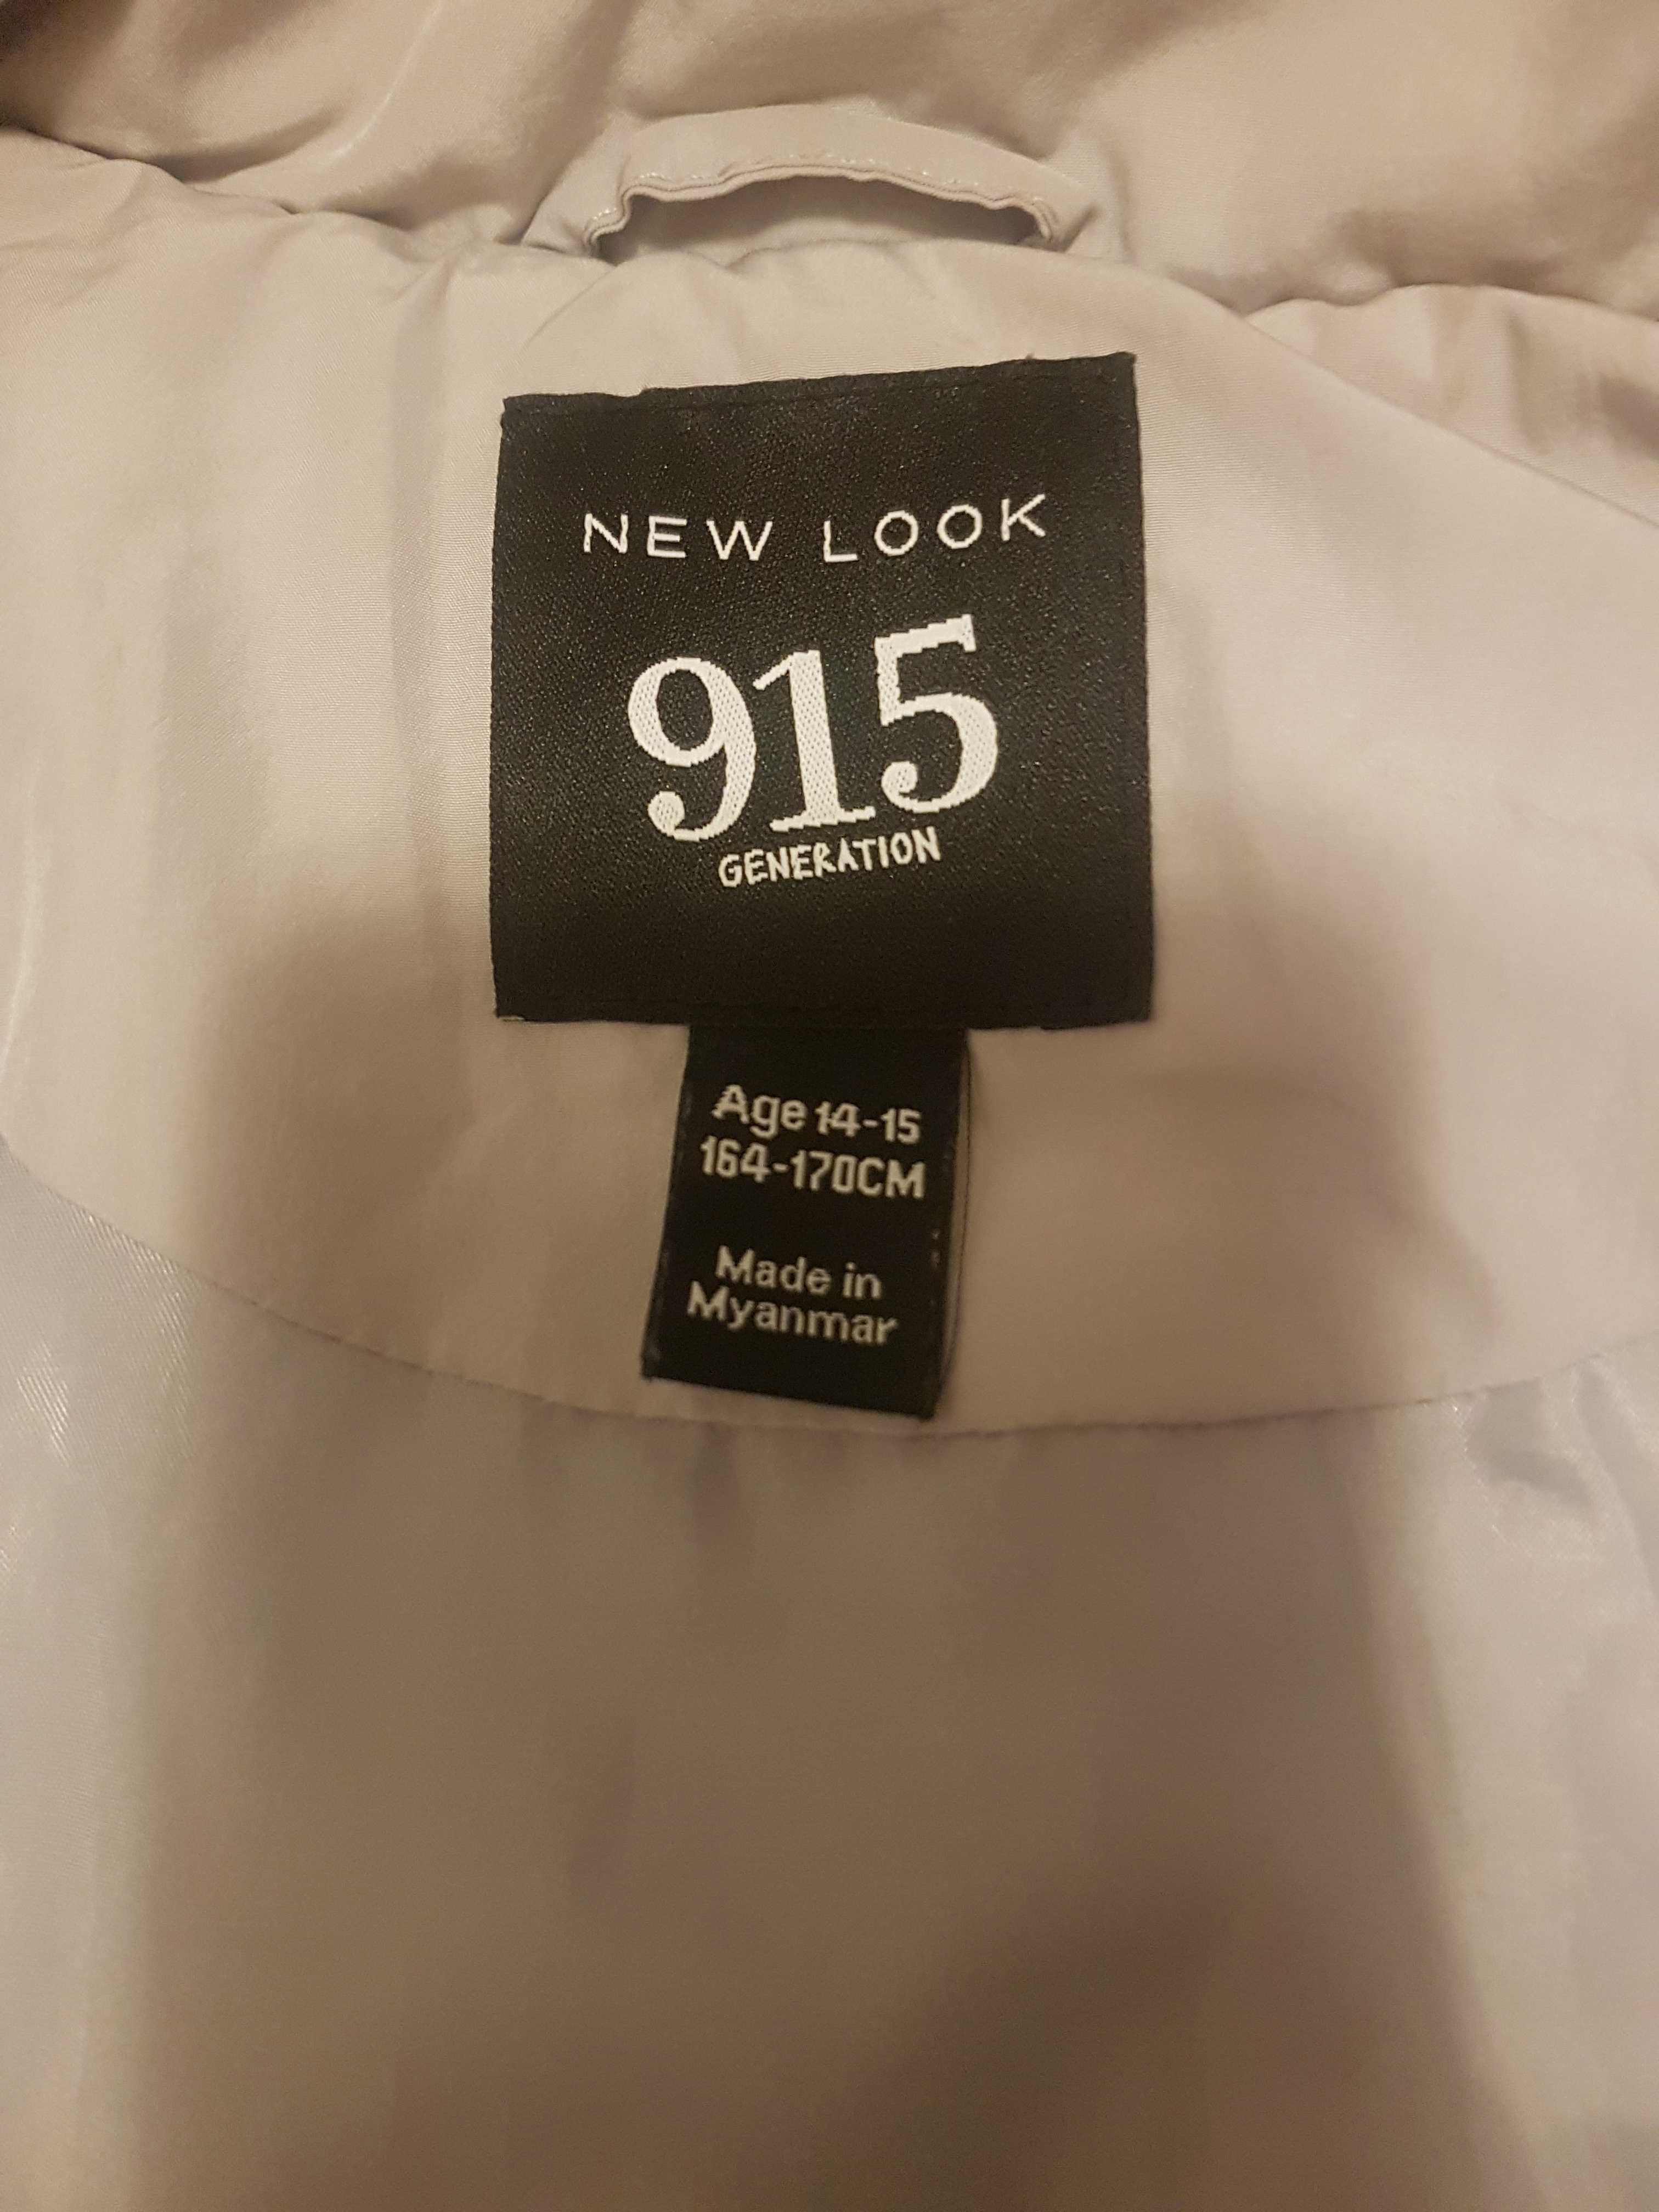 NEW LOOK
915
GENERATION
Age 14-15
164-170CM
Made in
Myanmar